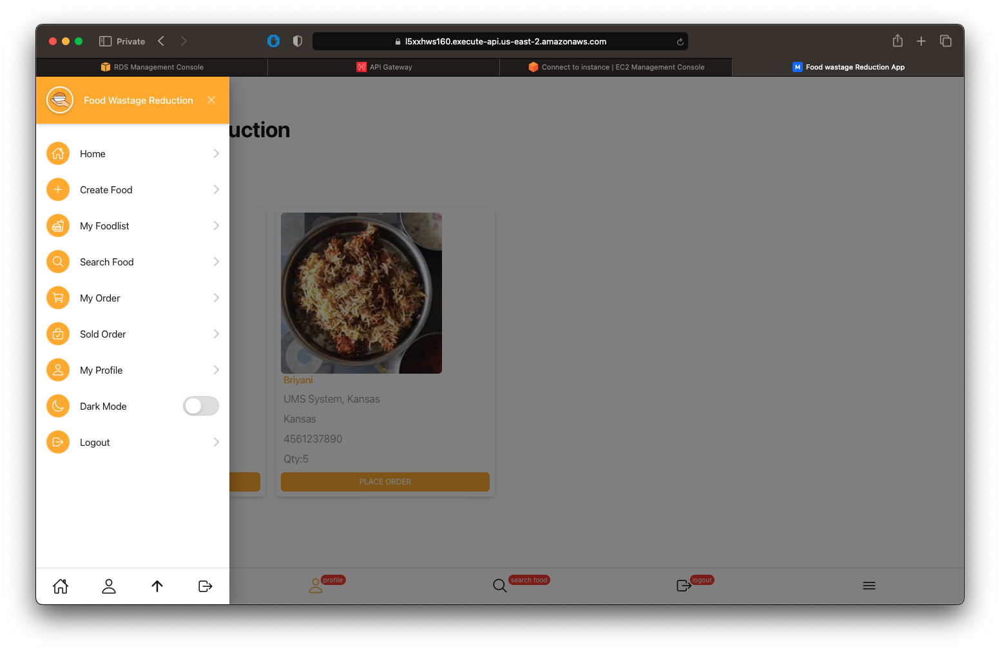 Private
l5xxhws160.execute-api.us-east-2.amazonaws.com
RDS Management Console
API Gateway
Connect to instance | EC2 Management Console
M
Food wastage Reduction App
Food Wastage Reduction
uction
Home
Create Food
My Foodlist
Search Food
My Order
Sold Order
My Profile
Dark Mode
Logout
Briyani
UMS System, Kansas
Kansas
4561237890
Qty:5
PLACE ORDER
profile
search food
logout